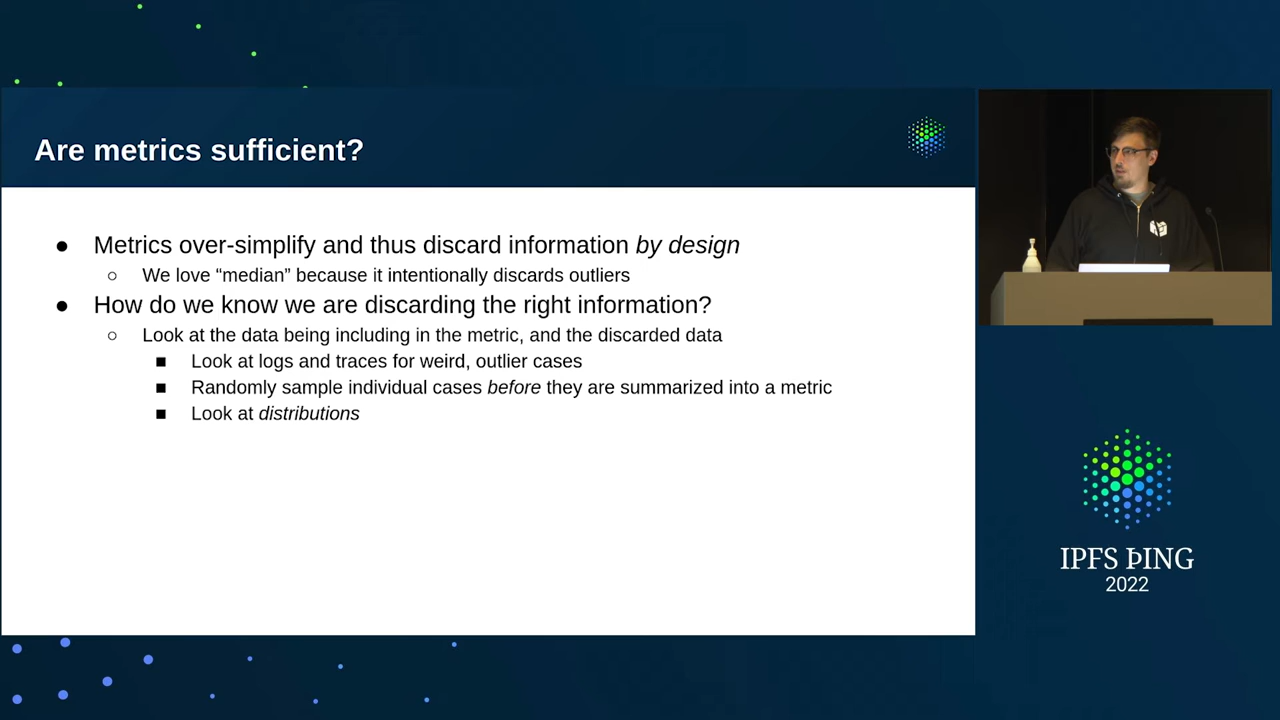 Are metrics sufficient?
● Metrics over-simplify and thus discard information by design
○ We love “median” because it intentionally discards outliers
● How do we know we are discarding the right information?
○ Look at the data being including in the metric, and the discarded data
■ Look at logs and traces for weird, outlier cases
■ Randomly sample individual cases before they are summarized into a metric
■ Look at distributions
IPFS ÞING
2022